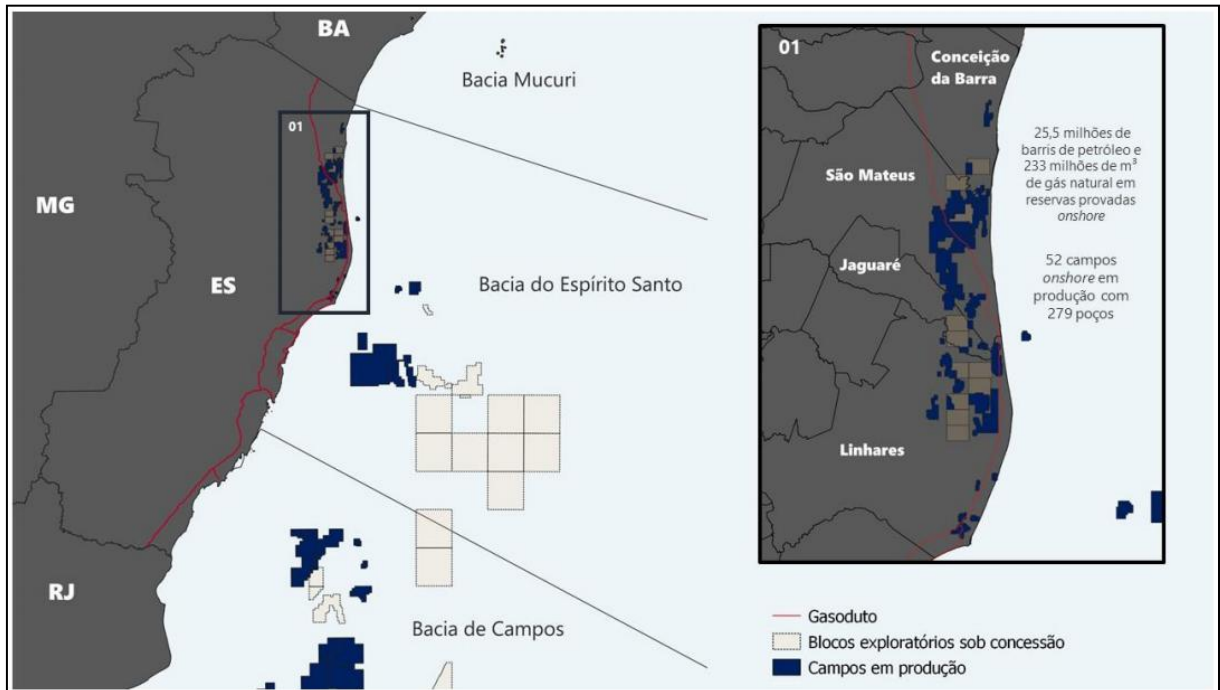 BA
Bacia Mucuri
01
MG
ES
Bacia do Espírito Santo
RJ
Bacia de Campos
01
Conceição
da Barra
25,5 milhões de
barris de petróleo e
233 milhões de m³
de gás natural em
reservas provadas
onshore
São Mateus
Jaguaré
52 campos
onshore em
produção com
279 poços
Linhares
Gasoduto
Blocos exploratórios sob concessão
Campos em produção